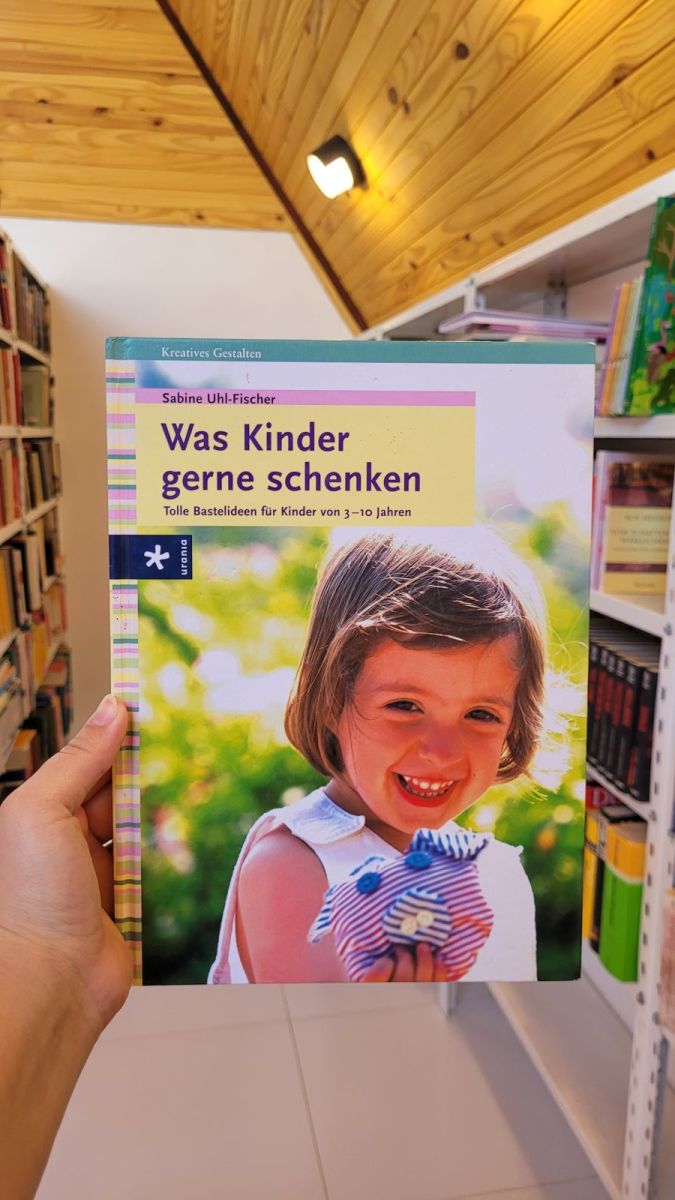 Kreatives Gestalten
Sabine Uhl-Fischer
Was Kinder
gerne schenken
Tolle Bastelideen für Kinder von 3–10 Jahren
urania